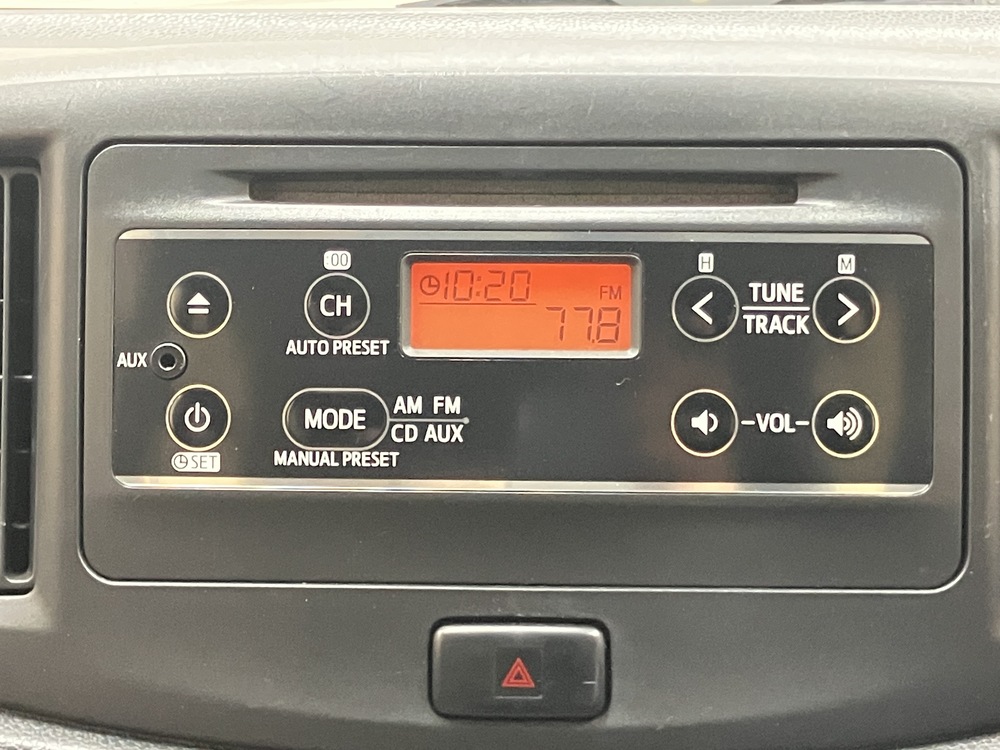 :00
H
M
10:20
FM
77.8
CH
TUNE
TRACK
AUTO PRESET
AUX
MODE
AM FM
CD AUX
VOL
MANUAL PRESET
SET